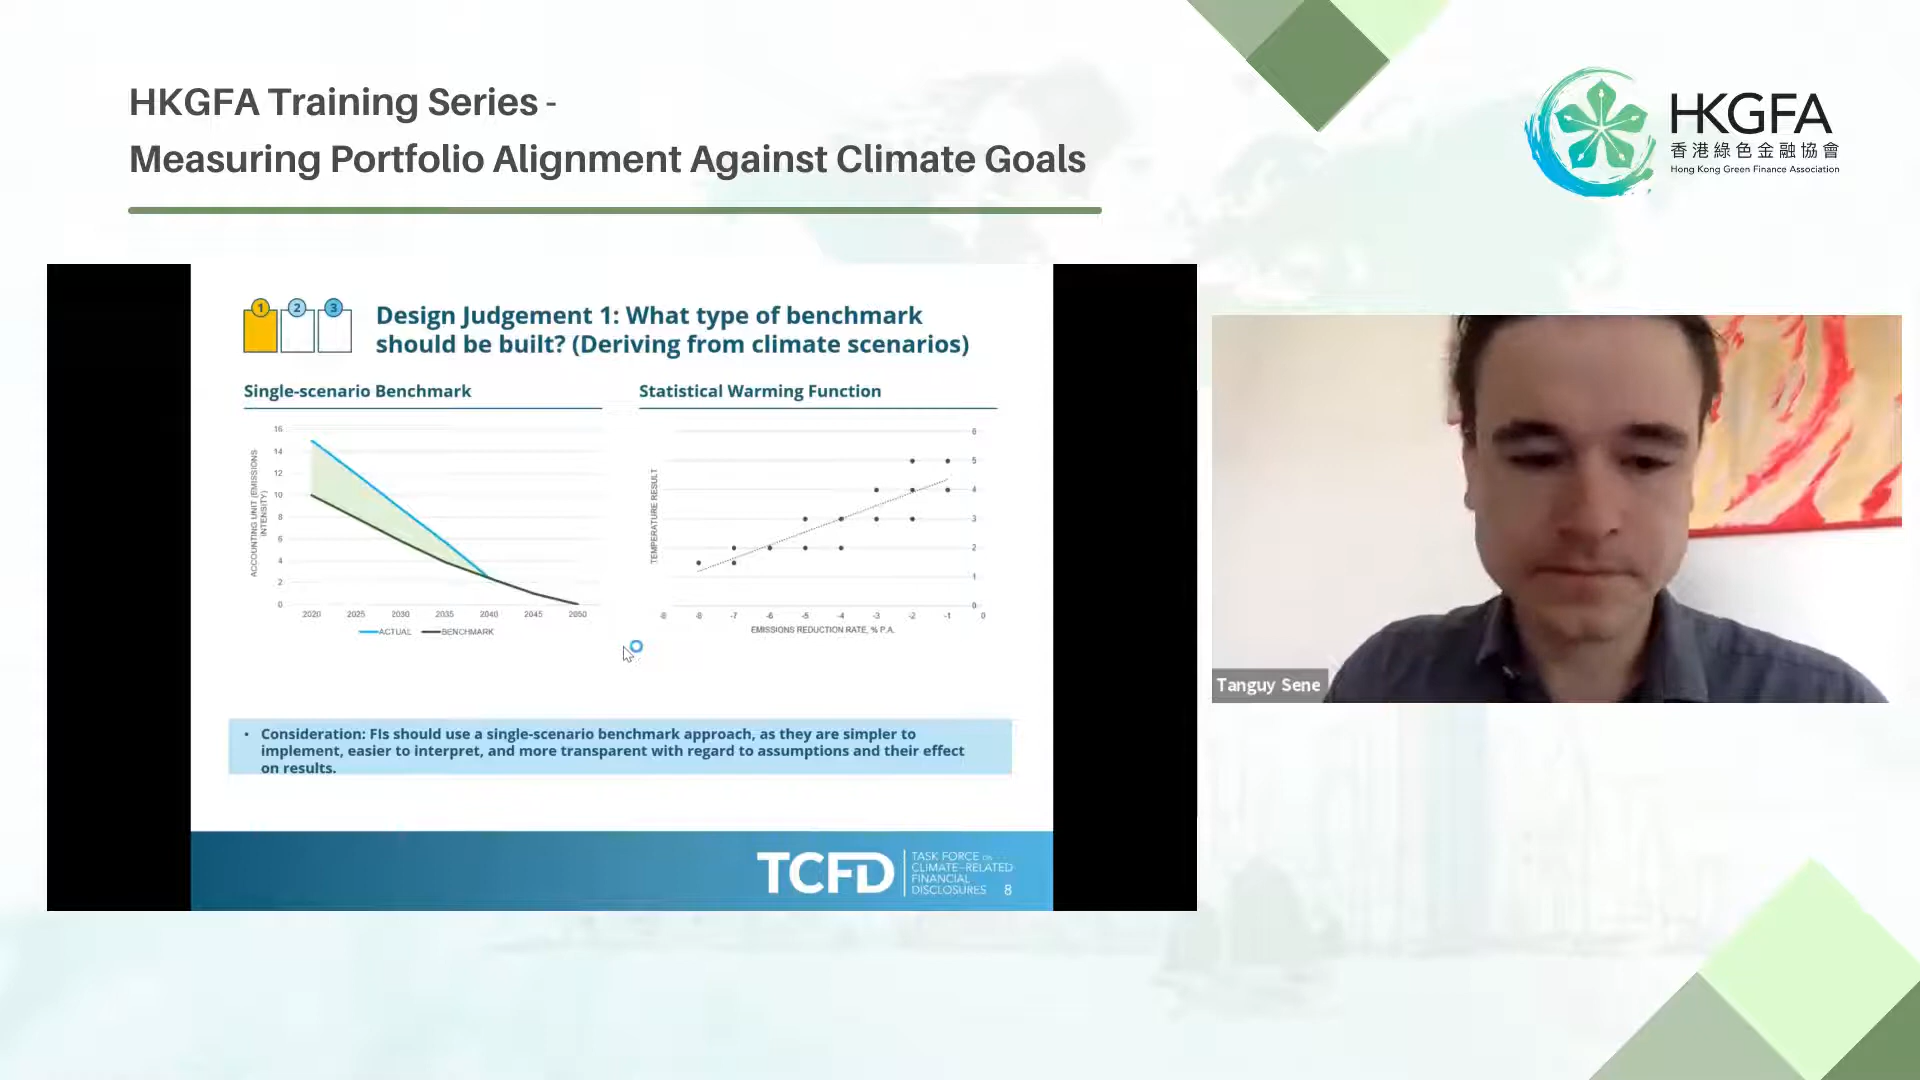 HKGFA Training Series -
Measuring Portfolio Alignment Against Climate Goals
HKGFA
香港綠色金融協會
Hong Kong Green Finance Association
1 2 3
Design Judgement 1: What type of benchmark
should be built? (Deriving from climate scenarios)
Single-scenario Benchmark
ACCOUNTING UNIT (EMISSIONS
INTENSITY)
16
14
12
10
8
6
4
2
0
2020 2025 2030 2035 2040 2045 2050
ACTUAL BENCHMARK
Statistical Warming Function
TEMPERATURE RESULT
6
5
4
3
2
1
0
-9 -8 -7 -6 -5 -4 -3 -2 -1 0
EMISSIONS REDUCTION RATE, % P.A.
• Consideration: FIs should use a single-scenario benchmark approach, as they are simpler to
implement, easier to interpret, and more transparent with regard to assumptions and their effect
on results.
TCFD
TASK FORCE ON
CLIMATE-RELATED
FINANCIAL
DISCLOSURES
8
Tanguy Sene